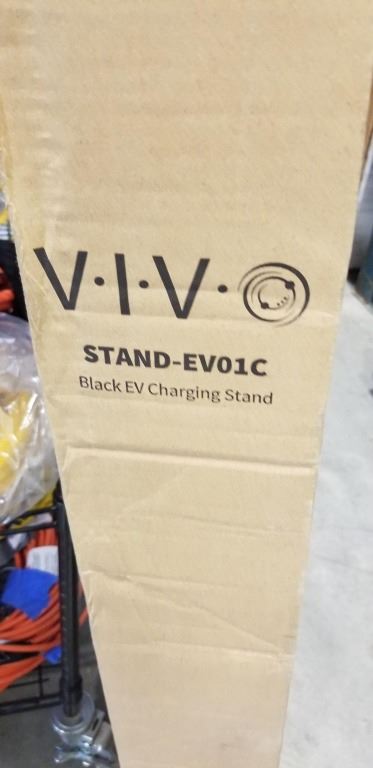 V·I·V·O
STAND-EV01C
Black EV Charging Stand